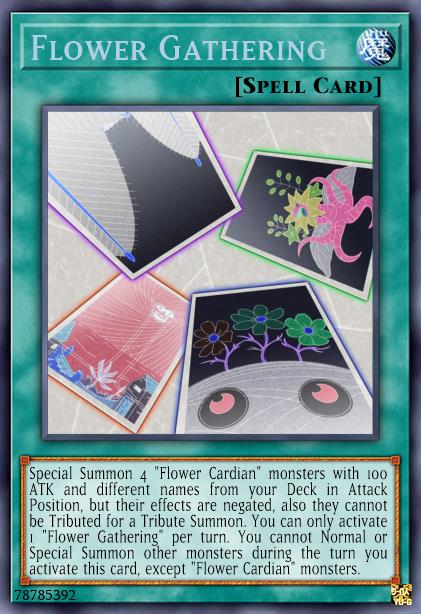 FLOWER GATHERING
魔
[SPELL CARD]
Special Summon 4 "Flower Cardian" monsters with 100
ATK and different names from your Deck in Attack
Position, but their effects are negated, also they cannot
be Tributed for a Tribute Summon. You can only activate
1 "Flower Gathering" per turn. You cannot Normal or
Special Summon other monsters during the turn you
activate this card, except "Flower Cardian" monsters.
78785392